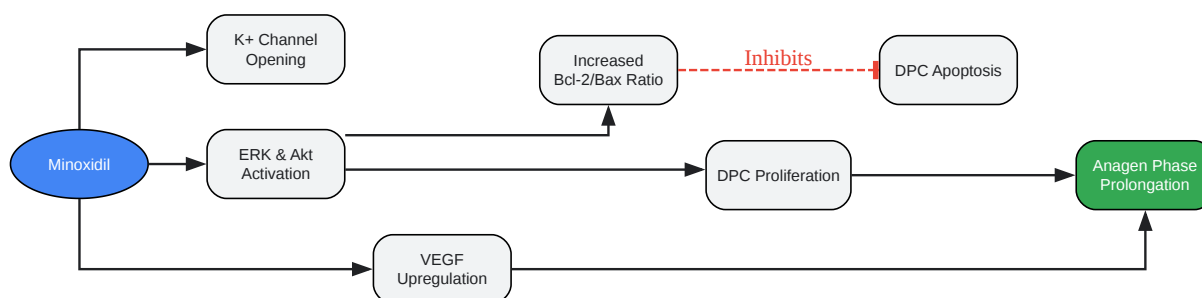 K+ Channel
Opening
Increased
Bcl-2/Bax Ratio
Inhibits
DPC Apoptosis
Minoxidil
ERK & Akt
Activation
DPC Proliferation
Anagen Phase
Prolongation
VEGF
Upregulation